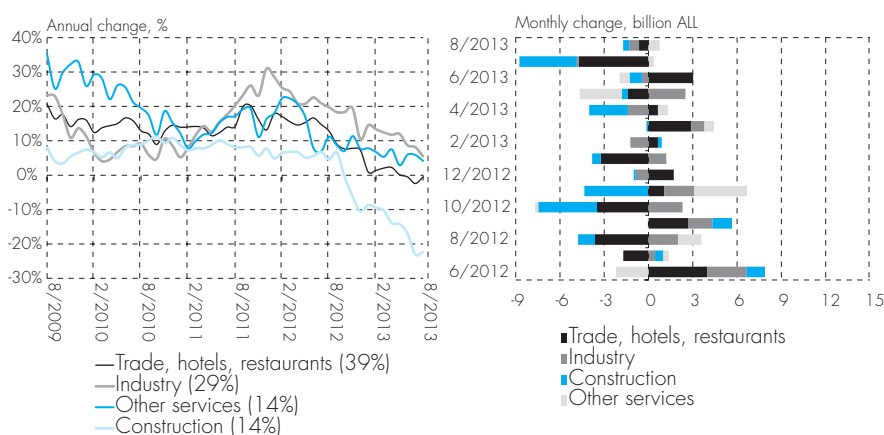 Annual change, %
40%
30%
20%
10%
0%
-10%
-20%
-30%
8/2009
2/2010
8/2010
2/2011
8/2011
2/2012
8/2012
2/2013
8/2013
Trade, hotels, restaurants (39%)
Industry (29%)
Other services (14%)
Construction (14%)
Monthly change, billion ALL
8/2013
6/2013
4/2013
2/2013
12/2012
10/2012
8/2012
6/2012
-9 -6 -3 0 3 6 9 12 15
Trade, hotels, restaurants
Industry
Construction
Other services